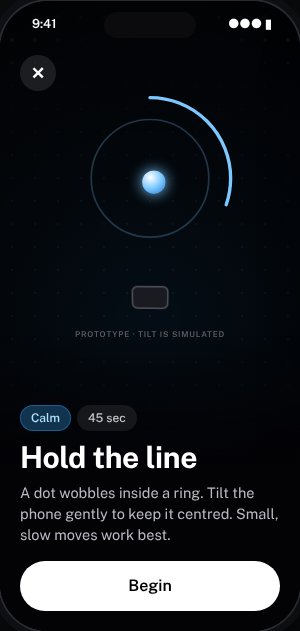 9:41
PROTOTYPE · TILT IS SIMULATED
Calm
45 sec
Hold the line
A dot wobbles inside a ring. Tilt the
phone gently to keep it centred. Small,
slow moves work best.
Begin